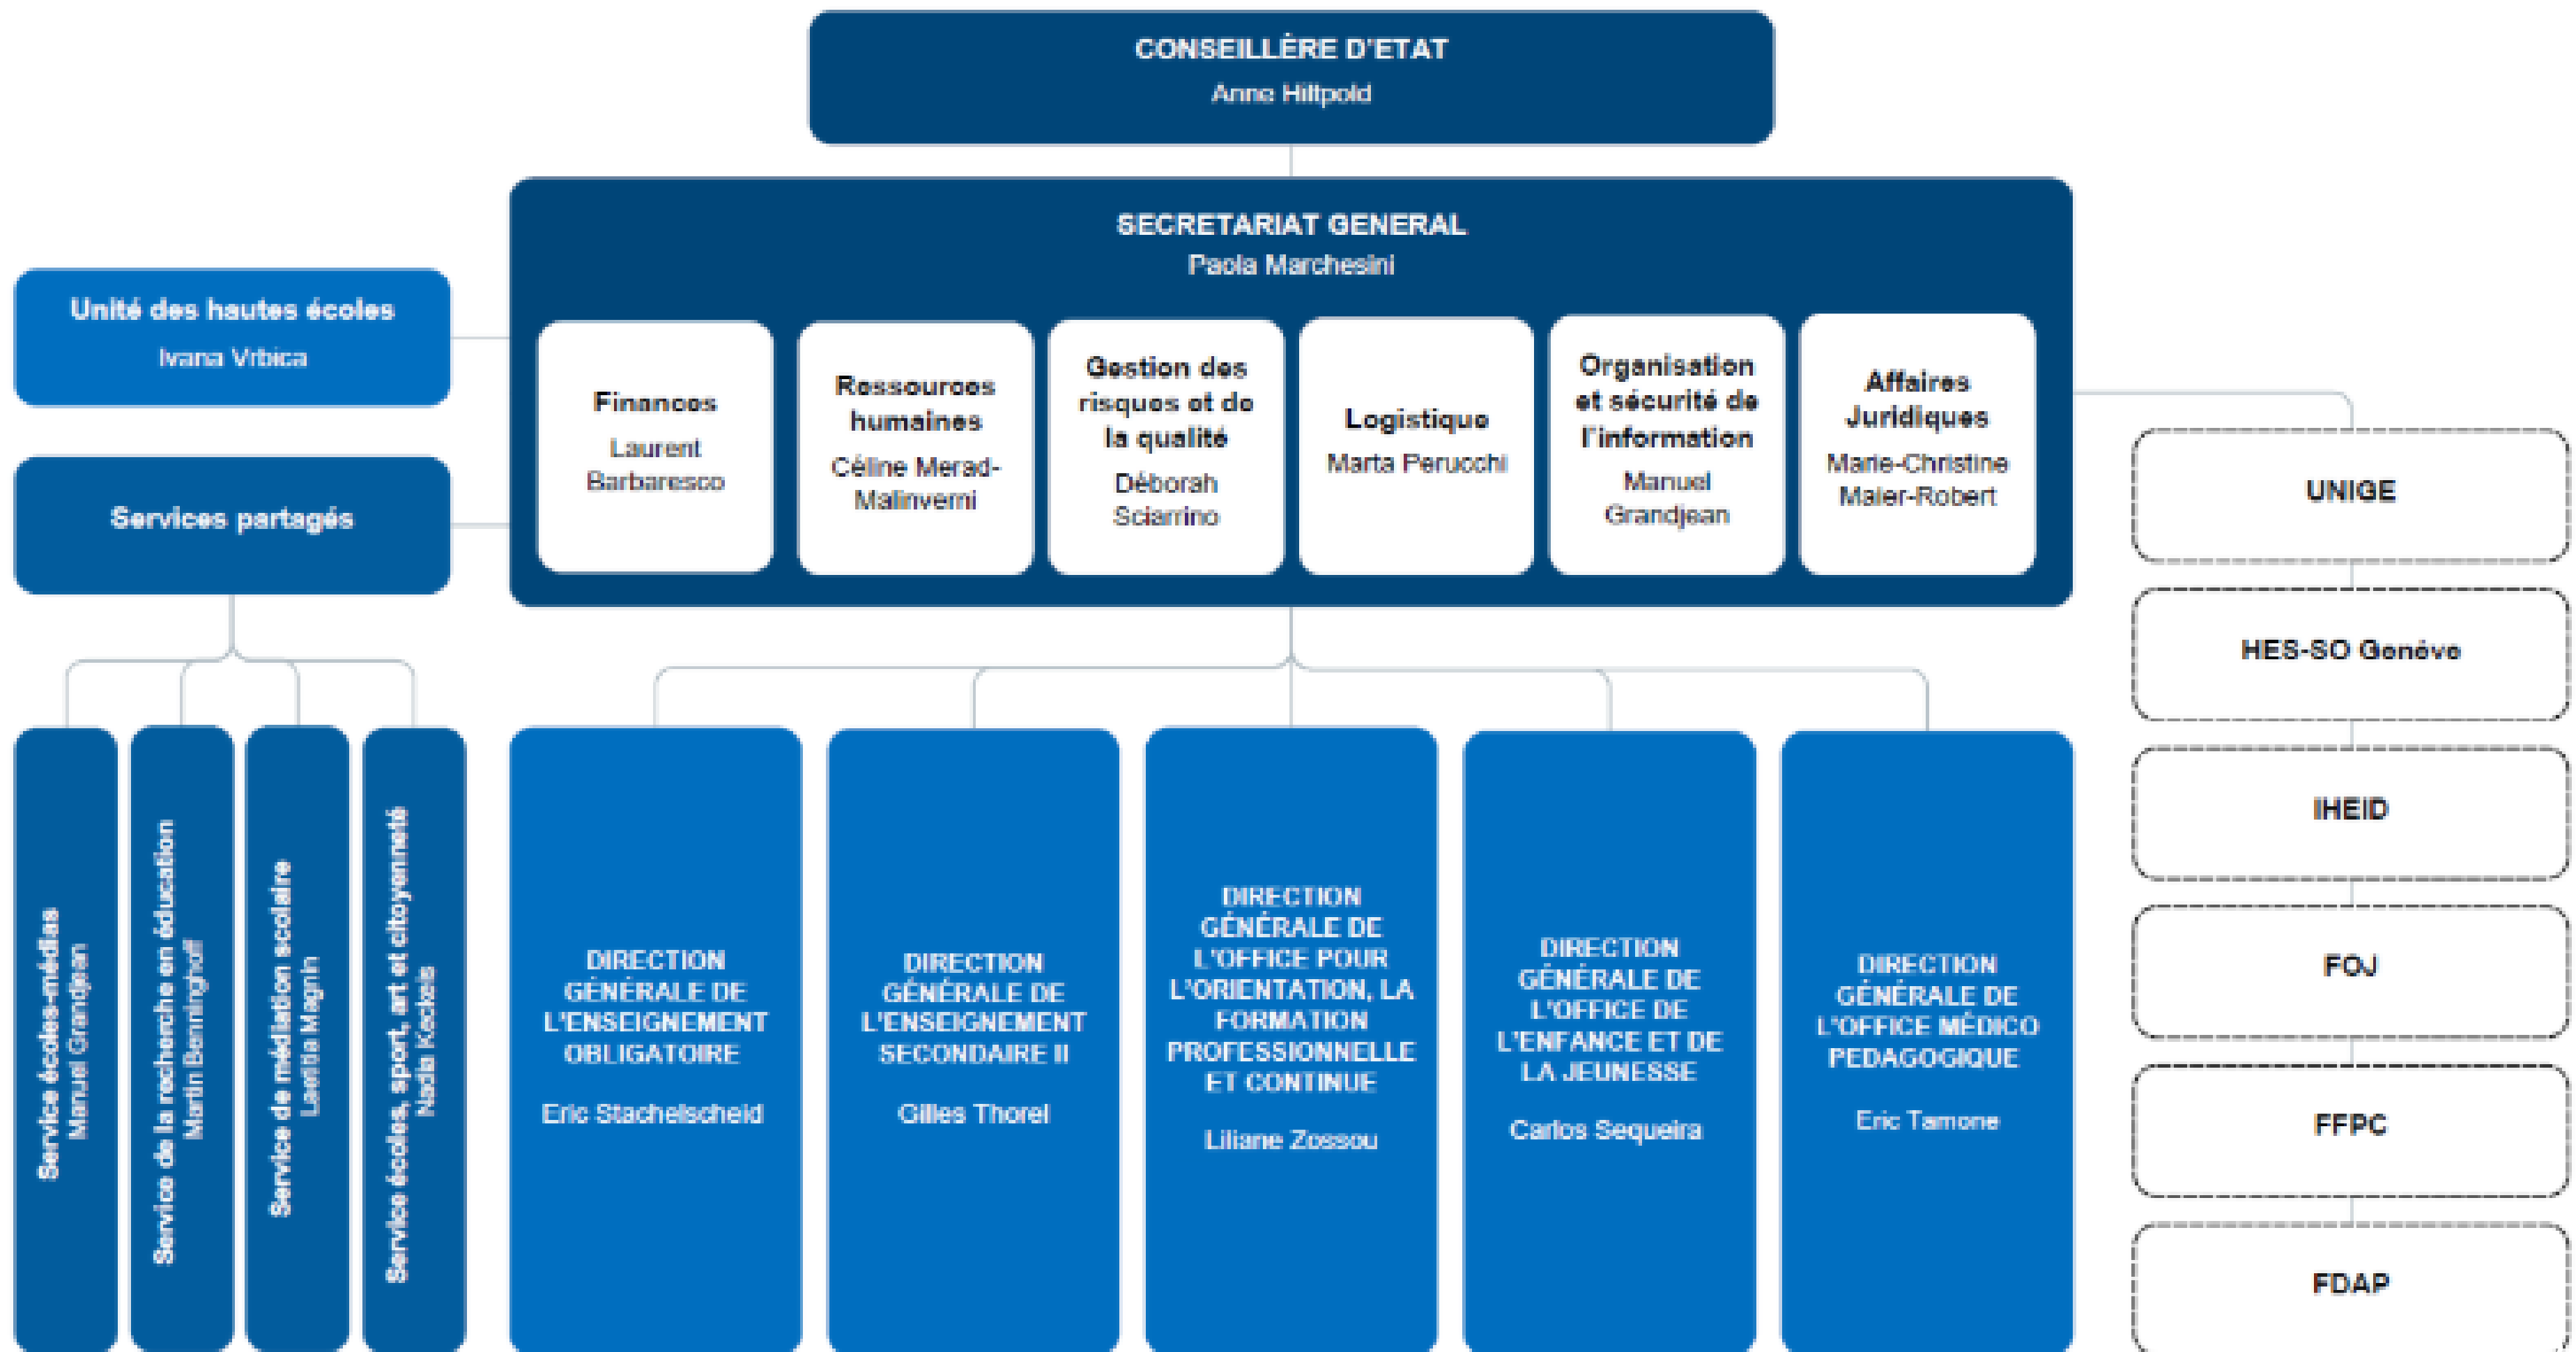 CONSEILLÈRE D'ETAT
Anne Hiltpold
SECRETARIAT GENERAL
Paola Marchesini
Unité des hautes écoles
Ivana Vrbica
Services partagés
Finances
Laurent
Barbaresco
Ressources
humaines
Céline Merad-
Malinverni
Gestion des
risques et de
la qualité
Déborah
Sciarrino
Logistique
Marta Perucchi
Organisation
et sécurité de
l'information
Manuel
Grandjean
Affaires
Juridiques
Marie-Christine
Maier-Robert
Service écoles-médias
Manuel Grandjean
Service de la recherche en éducation
Martin Benninghoff
Service de médiation scolaire
Laetitia Magnin
Service écoles, sport, art et citoyenneté
Nadia Keckeis
DIRECTION
GÉNÉRALE DE
L'ENSEIGNEMENT
OBLIGATOIRE
Eric Stachelscheid
DIRECTION
GÉNÉRALE DE
L'ENSEIGNEMENT
SECONDAIRE II
Gilles Thorel
DIRECTION
GÉNÉRALE DE
L'OFFICE POUR
L'ORIENTATION, LA
FORMATION
PROFESSIONNELLE
ET CONTINUE
Liliane Zossou
DIRECTION
GÉNÉRALE DE
L'OFFICE DE
L'ENFANCE ET DE
LA JEUNESSE
Carlos Sequeira
DIRECTION
GÉNÉRALE DE
L'OFFICE MÉDICO
PEDAGOGIQUE
Eric Tamone
UNIGE
HES-SO Genève
IHEID
FOJ
FFPC
FDAP